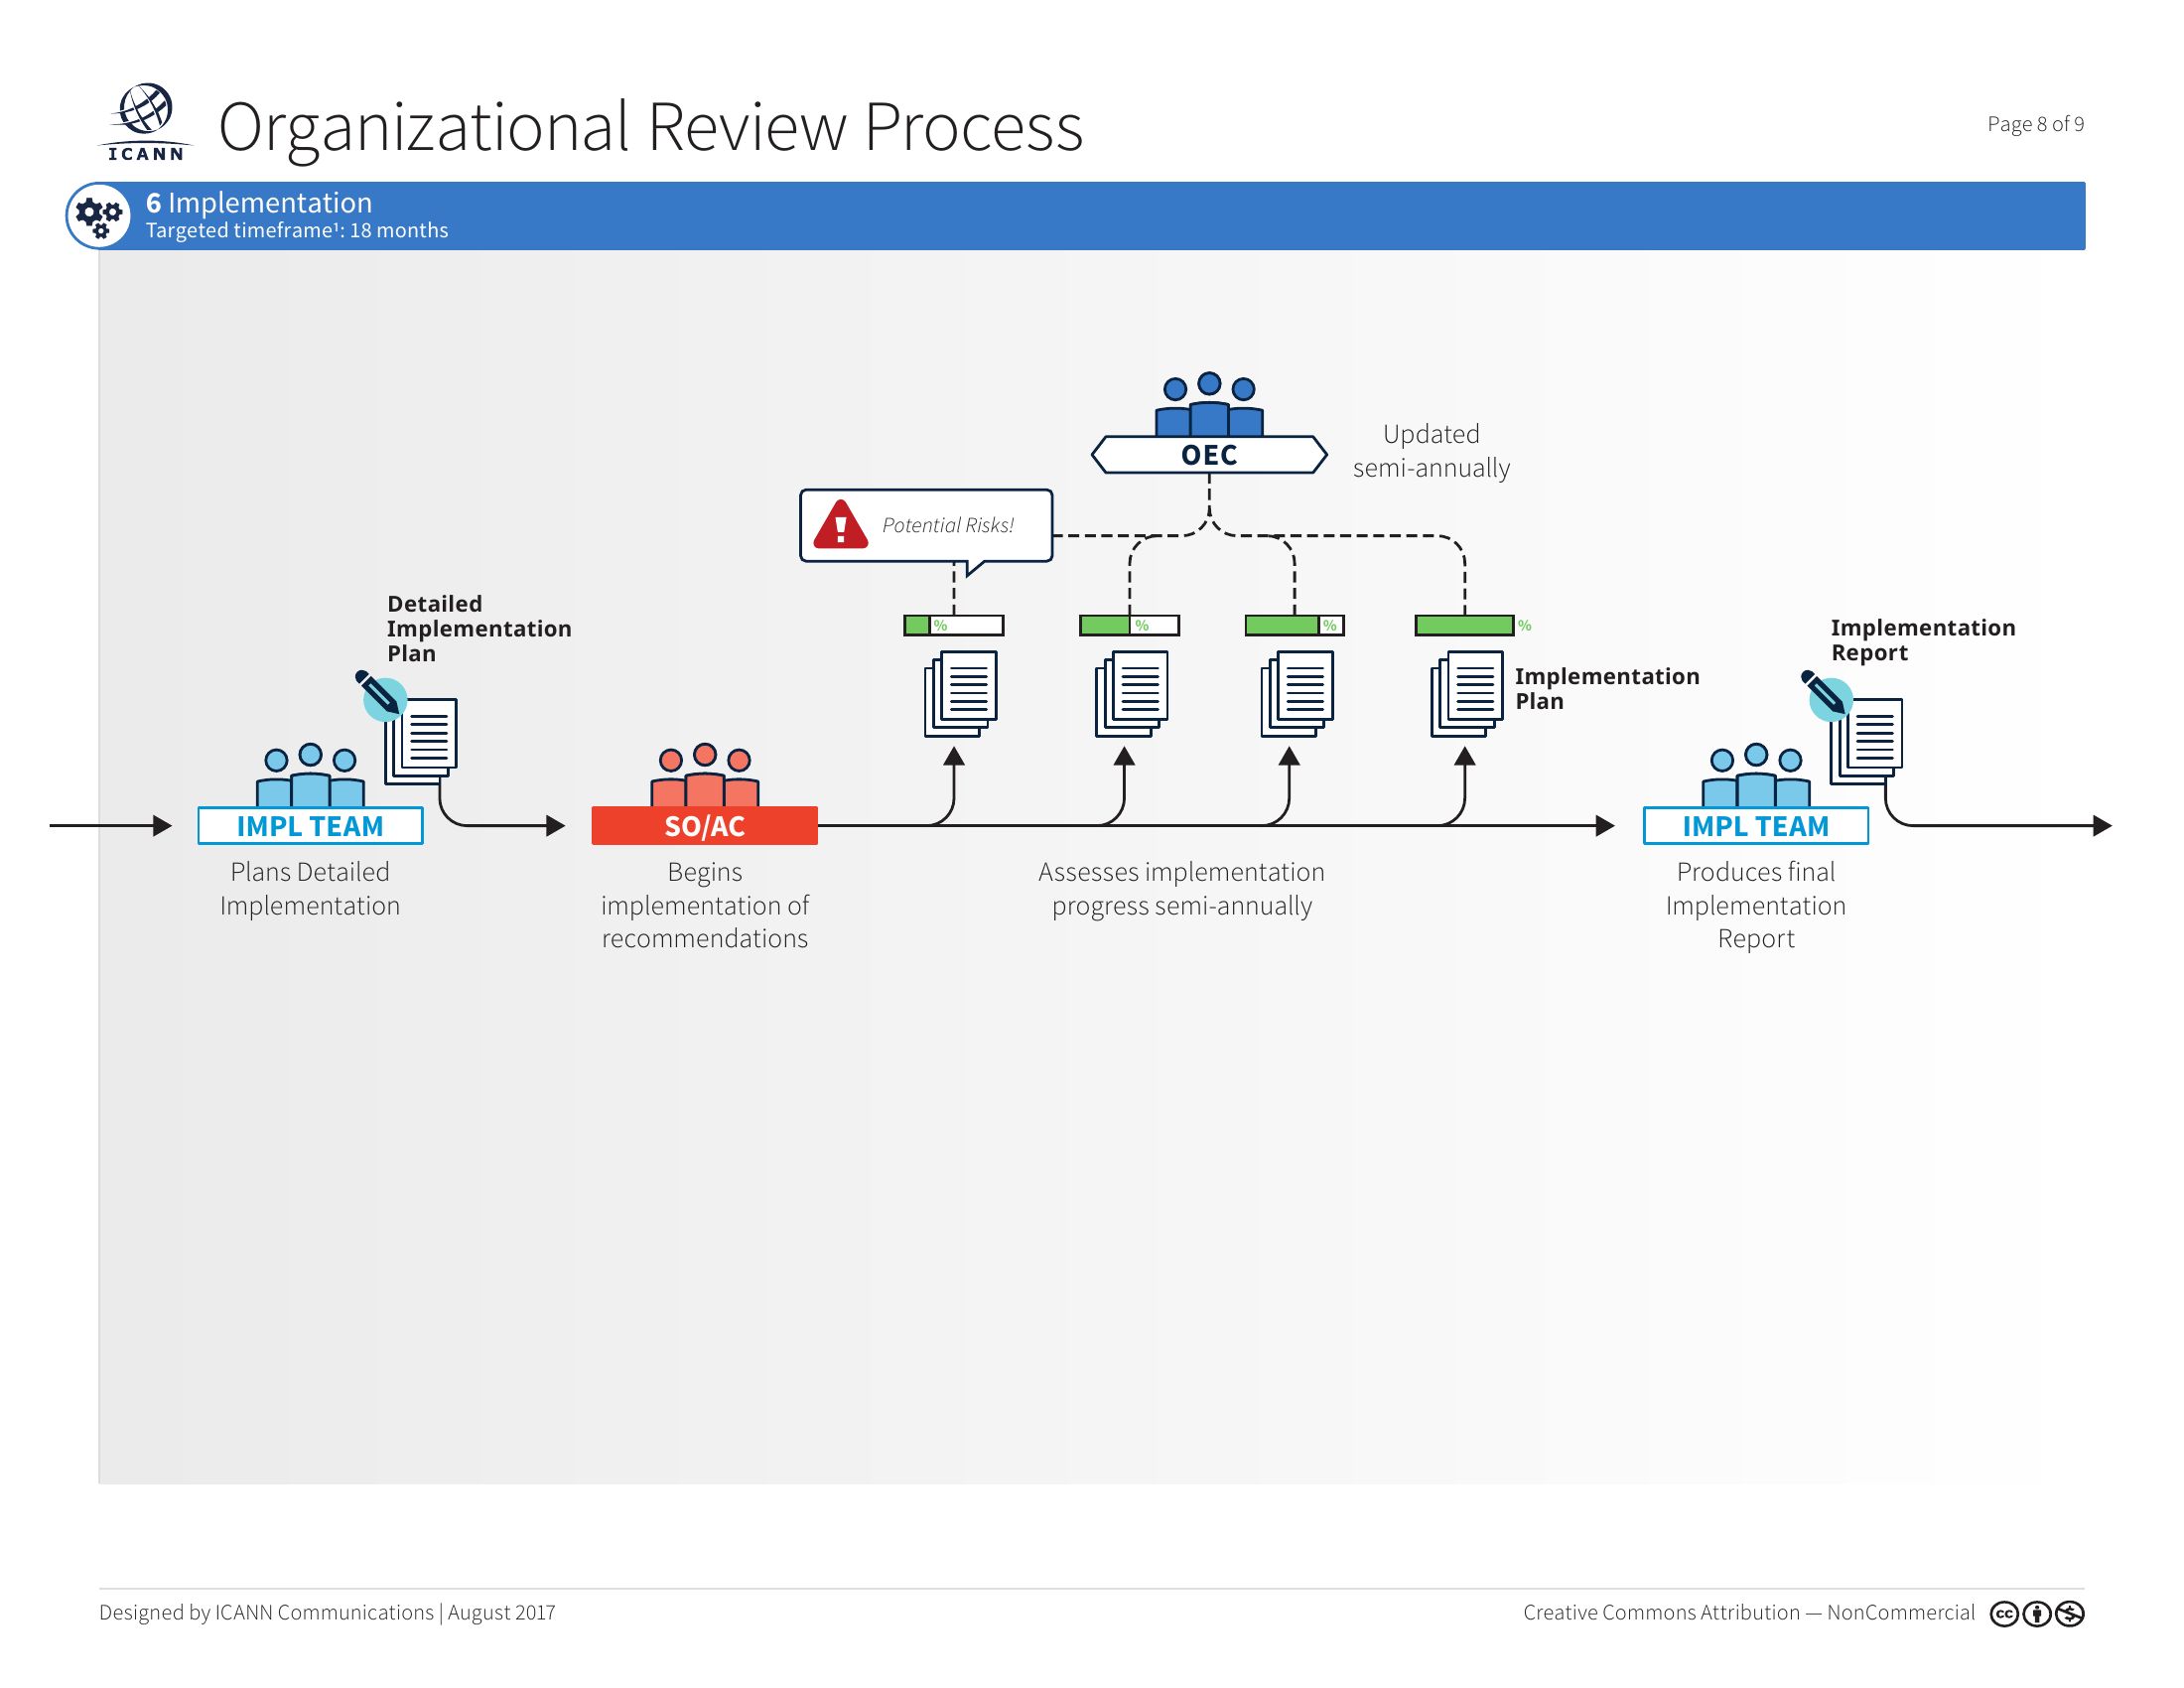 ICANN
Organizational Review Process
Page 8 of 9
6 Implementation
Targeted timeframe¹: 18 months
OEC
Updated
semi-annually
Potential Risks!
%
%
%
%
Detailed
Implementation
Plan
Implementation
Plan
Implementation
Report
IMPL TEAM
Plans Detailed
Implementation
SO/AC
Begins
implementation of
recommendations
Assesses implementation
progress semi-annually
IMPL TEAM
Produces final
Implementation
Report
Designed by ICANN Communications | August 2017
Creative Commons Attribution — NonCommercial
cc